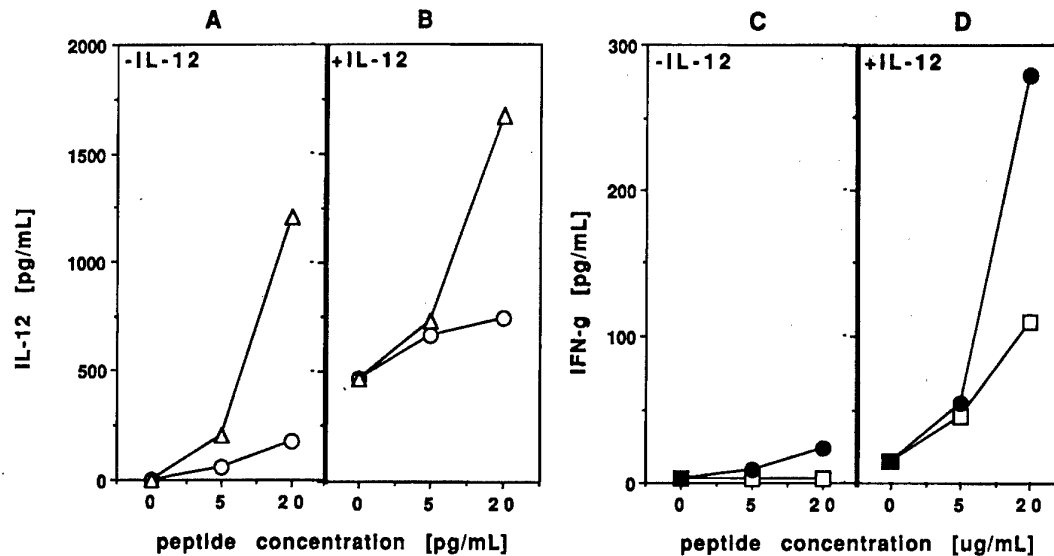 A B C D
2000 -IL-12 +IL-12 300 -IL-12 +IL-12
1500
200
1000
100
500
0 0
IL-12 [pg/mL]
IFN-g [pg/mL]
0 5 20 0 5 20 0 5 20 0 5 20
peptide concentration [pg/mL] peptide concentration [ug/mL]